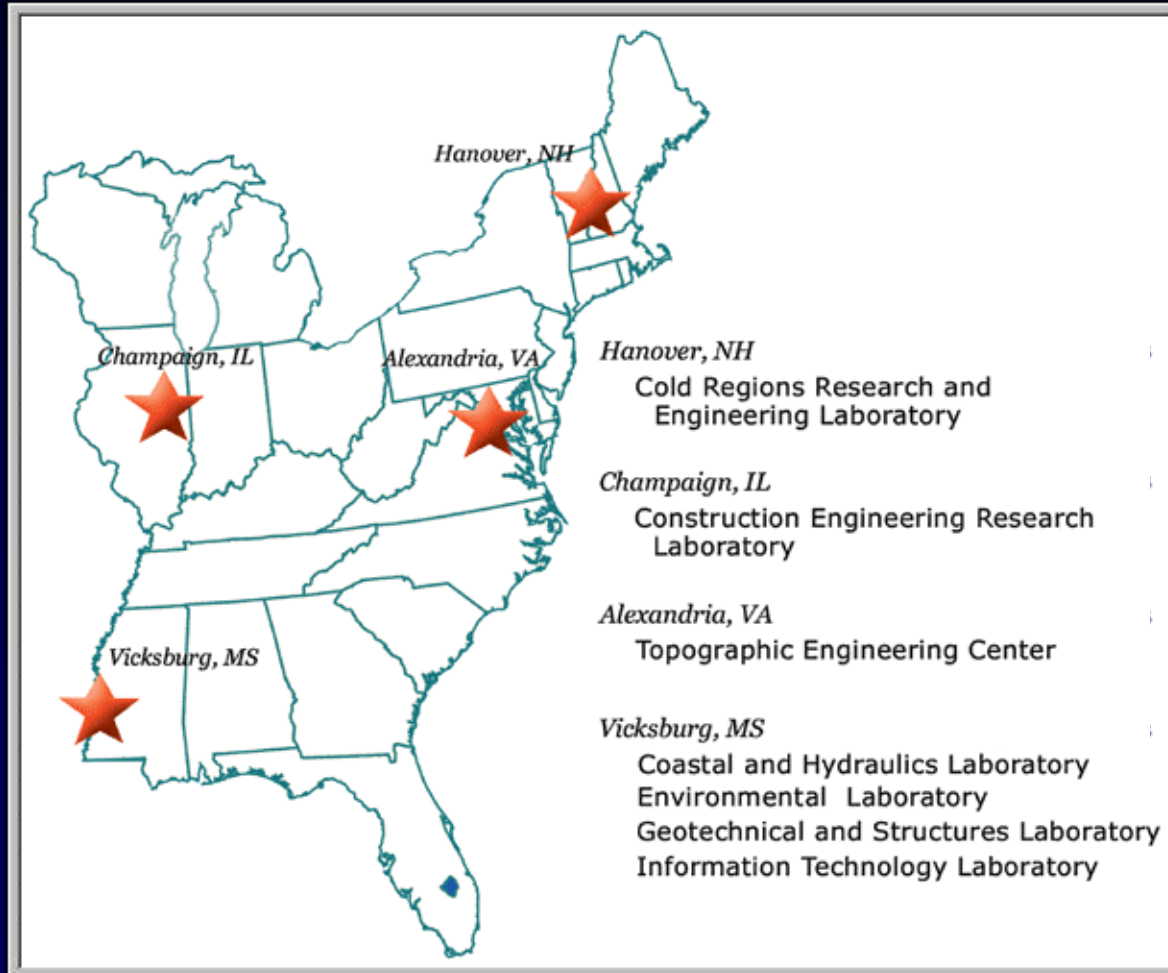 Hanover, NH
Champaign, IL
Alexandria, VA
Vicksburg, MS
Hanover, NH
Cold Regions Research and
Engineering Laboratory
Champaign, IL
Construction Engineering Research
Laboratory
Alexandria, VA
Topographic Engineering Center
Vicksburg, MS
Coastal and Hydraulics Laboratory
Environmental Laboratory
Geotechnical and Structures Laboratory
Information Technology Laboratory